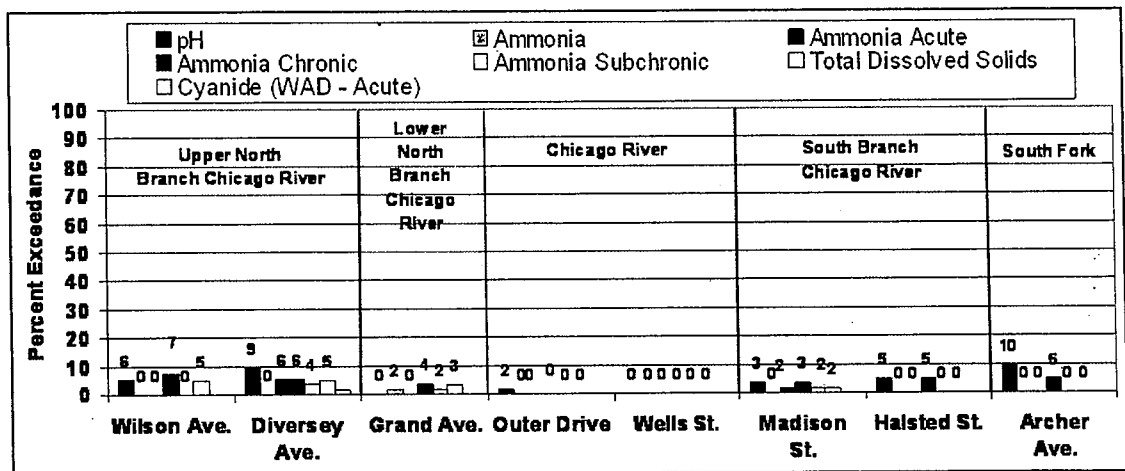 pH Ammonia Ammonia Acute
Ammonia Chronic Ammonia Subchronic Total Dissolved Solids
Cyanide (WAD - Acute)
Percent Exceedance
100
90
80
70
60
50
40
30
20
10
0
Upper North
Branch Chicago River
Lower
North
Branch
Chicago
River
Chicago River
South Branch
Chicago River
South Fork
6 0 0 7 0 5
9 0 6 6 4 5
0 2 0 4 2 3
2 0 0 0 0 0
0 0 0 0 0 0
3 0 2 3 2 2
5 0 0 5 0 0
10 0 0 6 0 0
Wilson Ave. Diversey Grand Ave. Outer Drive Wells St. Madison Halsted St. Archer
Ave. St. Ave.